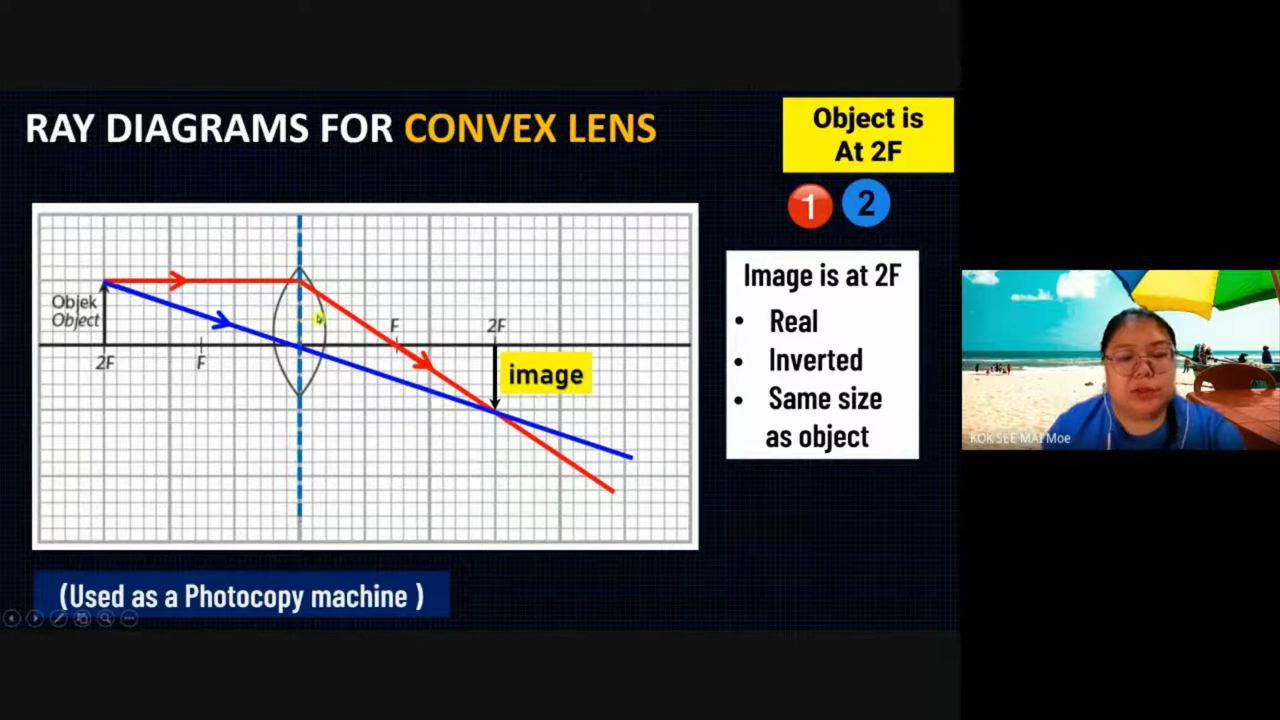 RAY DIAGRAMS FOR CONVEX LENS
Object is
At 2F
1 2
Objek
Object
2F
F
F
2F
image
Image is at 2F
• Real
• Inverted
• Same size
as object
(Used as a Photocopy machine )
KOK SEE MAI Moe